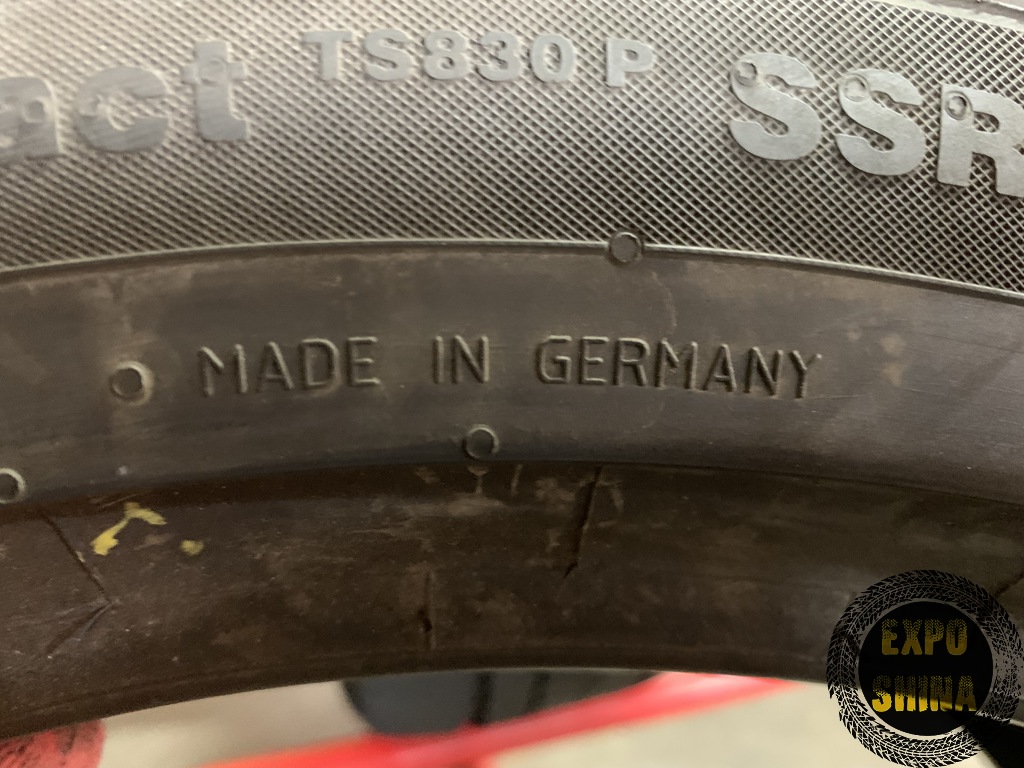 act TS830 P SSR
MADE IN GERMANY
EXPO
SHINA